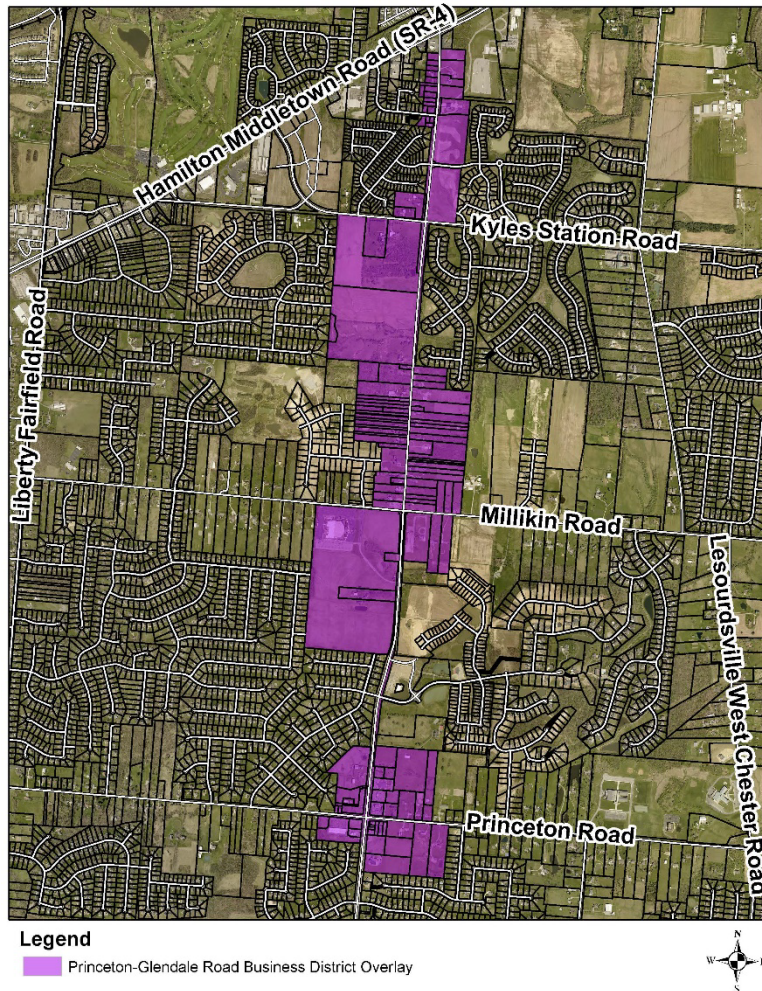 Hamilton-Middletown Road (SR-4)
Kyles Station Road
Liberty-Fairfield Road
Millikin Road
Lesourdsville West Chester Road
Princeton Road
Legend
Princeton-Glendale Road Business District Overlay
N
W